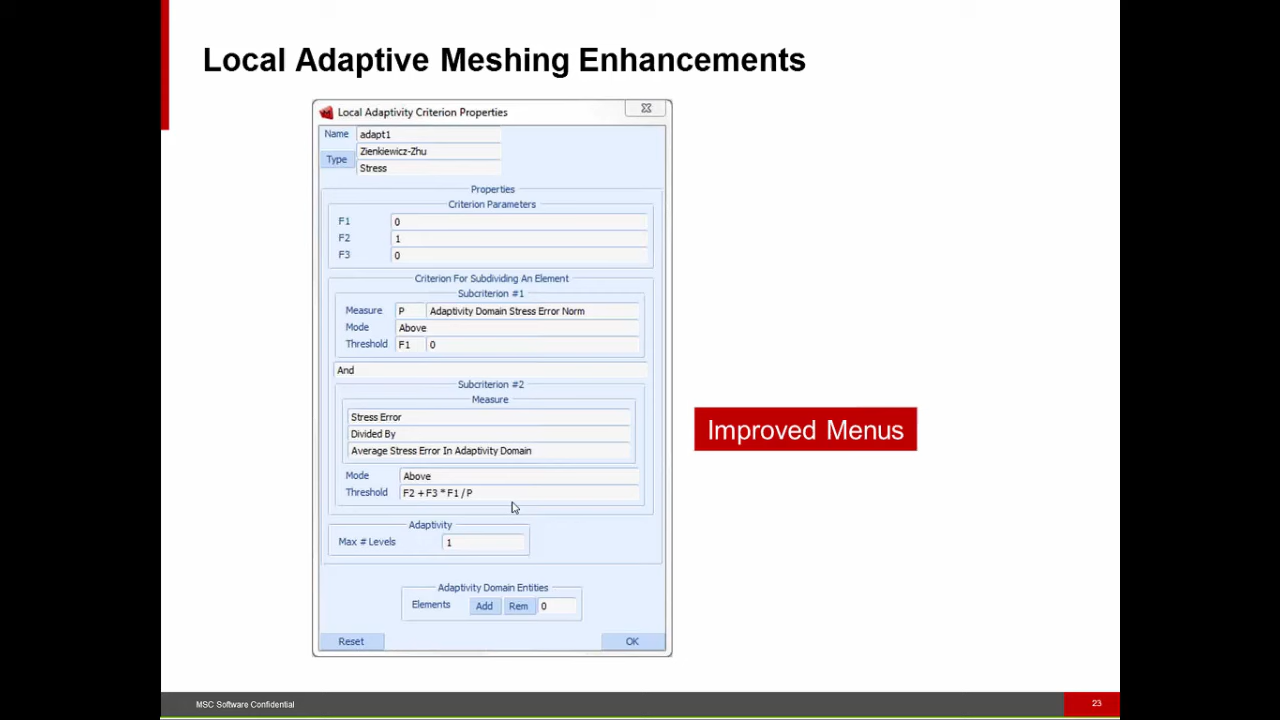 Local Adaptive Meshing Enhancements
Local Adaptivity Criterion Properties
Name adapt1
Type Zienkiewicz-Zhu
Stress
Properties
Criterion Parameters
F1 0
F2 1
F3 0
Criterion For Subdividing An Element
Subcriterion #1
Measure P Adaptivity Domain Stress Error Norm
Mode Above
Threshold F1 0
And
Subcriterion #2
Measure
Stress Error
Divided By
Average Stress Error In Adaptivity Domain
Mode Above
Threshold F2 + F3 * F1 / P
Adaptivity
Max # Levels 1
Adaptivity Domain Entities
Elements Add Rem 0
Reset OK
Improved Menus
MSC Software Confidential 23